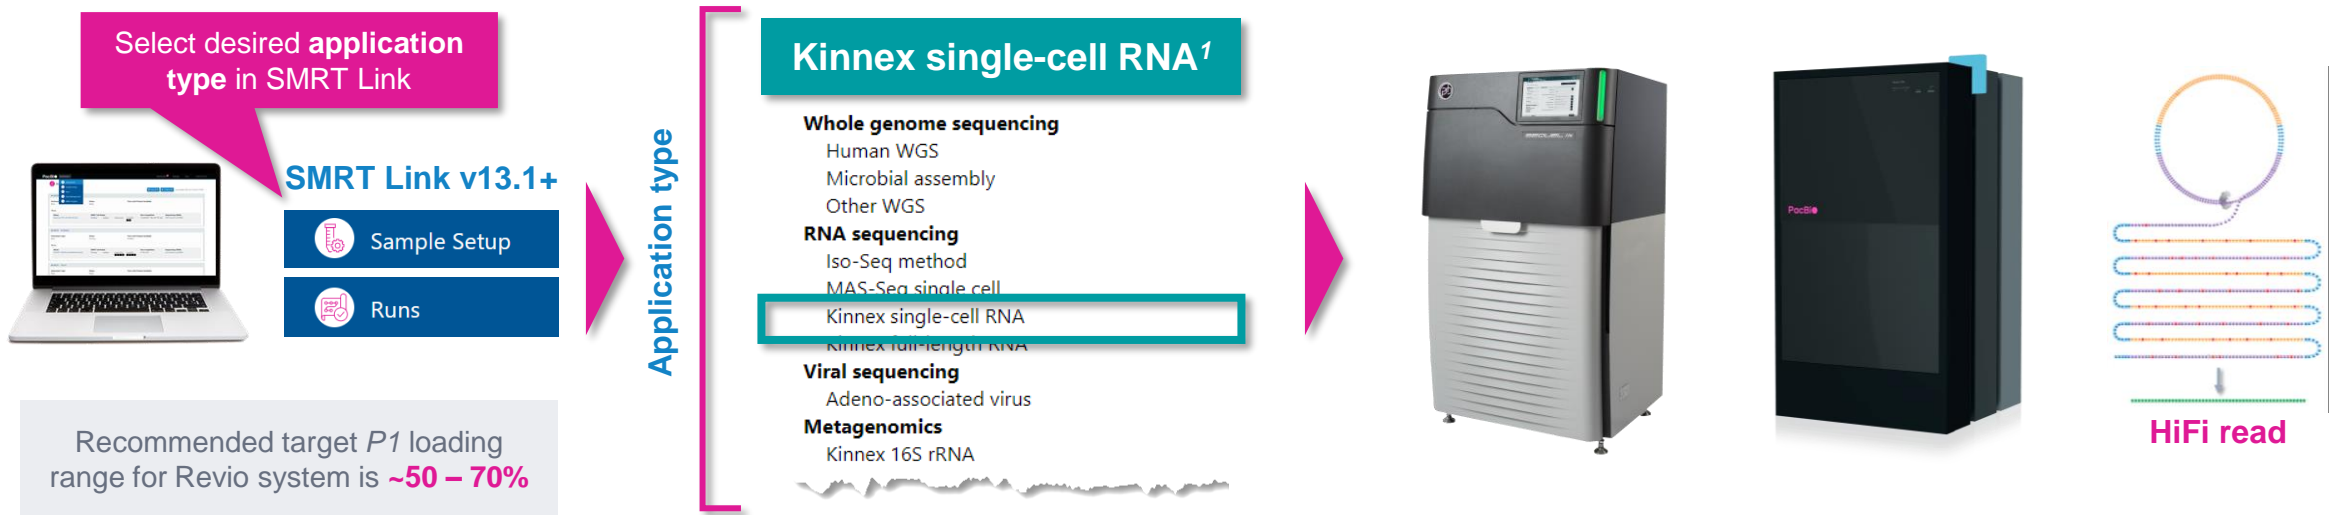 Select desired application
type in SMRT Link
SMRT Link v13.1+
Sample Setup
Runs
Recommended target P1 loading
range for Revio system is ~50 – 70%
Application type
Kinnex single-cell RNA1
Whole genome sequencing
Human WGS
Microbial assembly
Other WGS
RNA sequencing
Iso-Seq method
MAS-Seq single cell
Kinnex single-cell RNA
Kinnex full-length RNA
Viral sequencing
Adeno-associated virus
Metagenomics
Kinnex 16S rRNA
PacBio
HiFi read